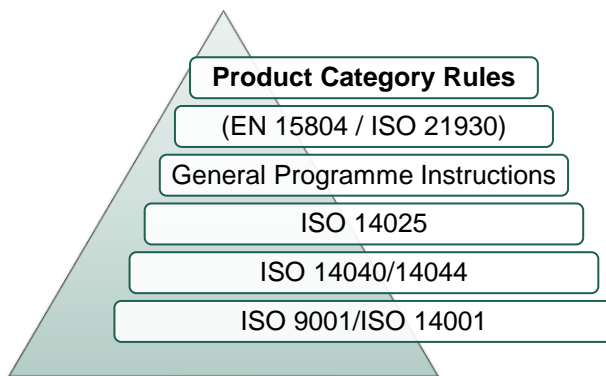 Product Category Rules
(EN 15804 / ISO 21930)
General Programme Instructions
ISO 14025
ISO 14040/14044
ISO 9001/ISO 14001